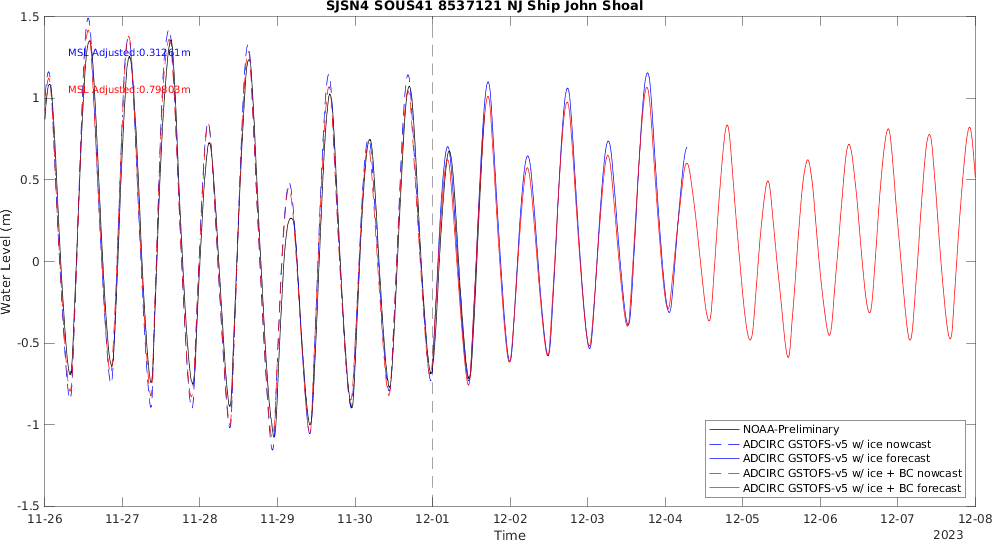 SJSN4 SOUS41 8537121 NJ Ship John Shoal
1.5
1
0.5
0
-0.5
-1
-1.5
Water Level (m)
MSL Adjusted:0.31261m
MSL Adjusted:0.79803m
NOAA-Preliminary
ADCIRC GSTOFS-v5 w/ ice nowcast
ADCIRC GSTOFS-v5 w/ ice forecast
ADCIRC GSTOFS-v5 w/ ice + BC nowcast
ADCIRC GSTOFS-v5 w/ ice + BC forecast
11-26 11-27 11-28 11-29 11-30 12-01 12-02 12-03 12-04 12-05 12-06 12-07 12-08
Time
2023